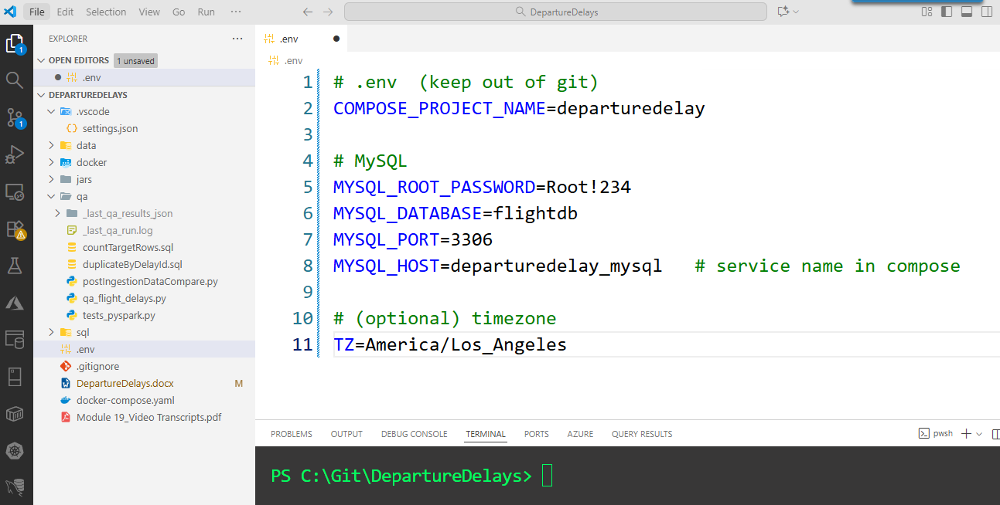 File Edit Selection View Go Run ··· DepartureDelays
EXPLORER ···
OPEN EDITORS 1 unsaved
.env
DEPARTUREDELAYS
.vscode
settings.json
data
docker
jars
qa
_last_qa_results_json
_last_qa_run.log
countTargetRows.sql
duplicateByDelayId.sql
postIngestionDataCompare.py
qa_flight_delays.py
tests_pyspark.py
sql
.env
.gitignore
DepartureDelays.docx M
docker-compose.yaml
Module 19_Video Transcripts.pdf
1
1
.env
.env
1 # .env (keep out of git)
2 COMPOSE_PROJECT_NAME=departuredelay
3
4 # MySQL
5 MYSQL_ROOT_PASSWORD=Root!234
6 MYSQL_DATABASE=flightdb
7 MYSQL_PORT=3306
8 MYSQL_HOST=departuredelay_mysql # service name in compose
9
10 # (optional) timezone
11 TZ=America/Los_Angeles
PROBLEMS OUTPUT DEBUG CONSOLE TERMINAL PORTS AZURE QUERY RESULTS pwsh
PS C:\Git\DepartureDelays>